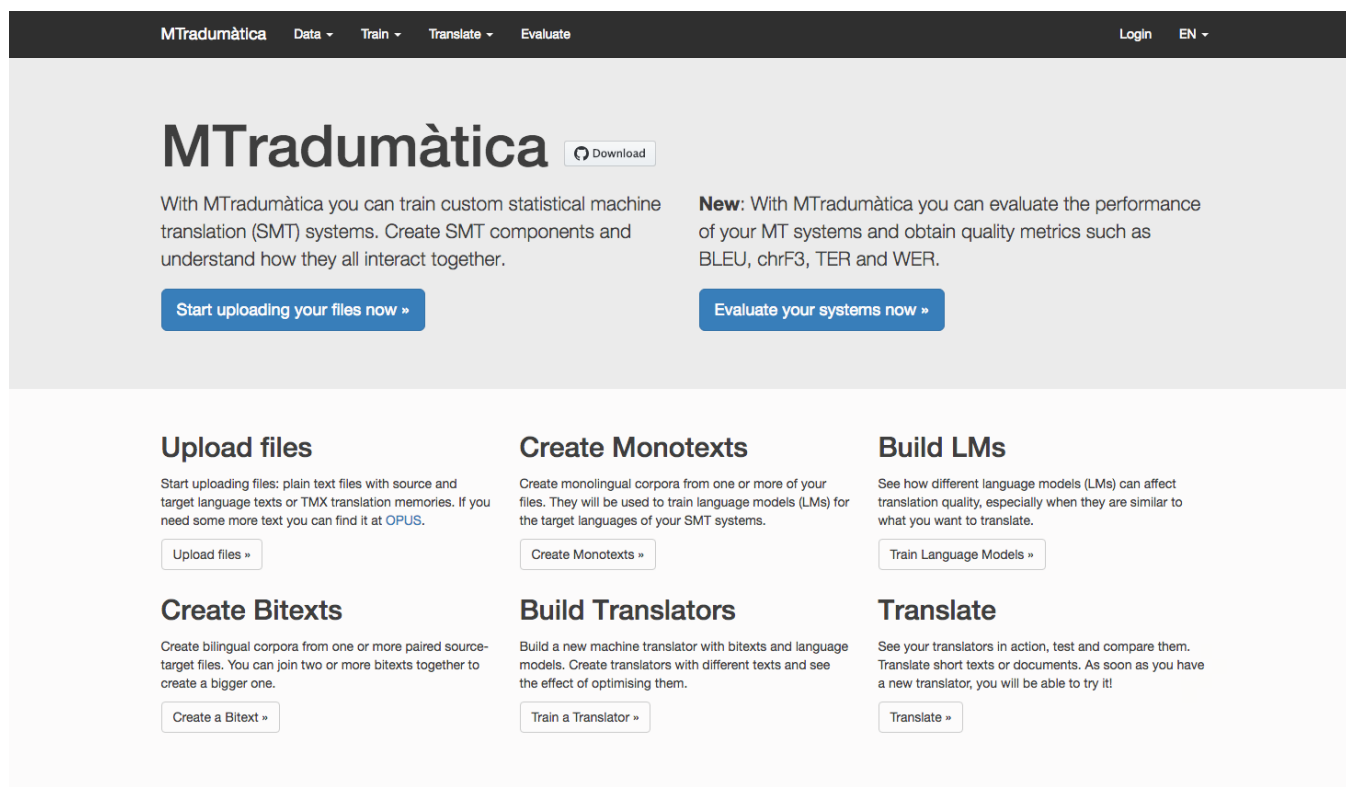 MTradumàtica Data Train Translate Evaluate Login EN
MTradumàtica Download
With MTradumàtica you can train custom statistical machine
translation (SMT) systems. Create SMT components and
understand how they all interact together.
Start uploading your files now »
New: With MTradumàtica you can evaluate the performance
of your MT systems and obtain quality metrics such as
BLEU, chrF3, TER and WER.
Evaluate your systems now »
Upload files
Start uploading files: plain text files with source and
target language texts or TMX translation memories. If you
need some more text you can find it at OPUS.
Upload files »
Create Monotexts
Create monolingual corpora from one or more of your
files. They will be used to train language models (LMs) for
the target languages of your SMT systems.
Create Monotexts »
Build LMs
See how different language models (LMs) can affect
translation quality, especially when they are similar to
what you want to translate.
Train Language Models »
Create Bitexts
Create bilingual corpora from one or more paired source-
target files. You can join two or more bitexts together to
create a bigger one.
Create a Bitext »
Build Translators
Build a new machine translator with bitexts and language
models. Create translators with different texts and see
the effect of optimising them.
Train a Translator »
Translate
See your translators in action, test and compare them.
Translate short texts or documents. As soon as you have
a new translator, you will be able to try it!
Translate »